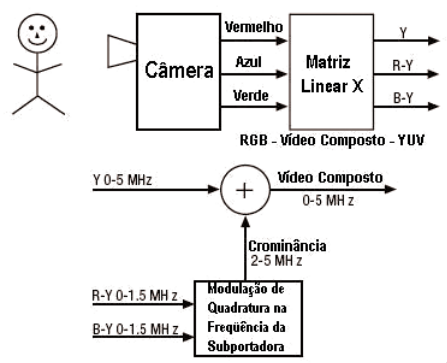 Vermelho
Azul
Verde
Câmera
Matriz
Linear X
Y
R-Y
B-Y
RGB - Vídeo Composto - YUV
Y 0-5 MHz
+
Vídeo Composto
0-5 MH z
Crominância
2-5 MH z
R-Y 0-1.5 MH z
B-Y 0-1.5 MH z
Modulação de
Quadratura na
Freqüência da
Subportadora